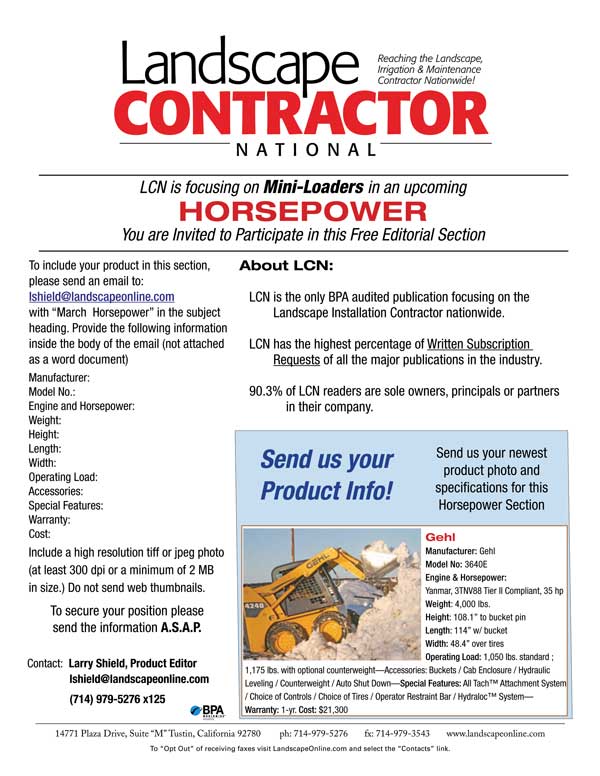 Landscape
Reaching the Landscape,
Irrigation & Maintenance
Contractor Nationwide!
CONTRACTOR
NATIONAL
LCN is focusing on Mini-Loaders in an upcoming
HORSEPOWER
You are Invited to Participate in this Free Editorial Section
To include your product in this section,
please send an email to:
lshield@landscapeonline.com
with “March Horsepower” in the subject
heading. Provide the following information
inside the body of the email (not attached
as a word document)
Manufacturer:
Model No.:
Engine and Horsepower:
Weight:
Height:
Length:
Width:
Operating Load:
Accessories:
Special Features:
Warranty:
Cost:
Include a high resolution tiff or jpeg photo
(at least 300 dpi or a minimum of 2 MB
in size.) Do not send web thumbnails.
To secure your position please
send the information A.S.A.P.
Contact: Larry Shield, Product Editor
lshield@landscapeonline.com
(714) 979-5276 x125
BPA
About LCN:
LCN is the only BPA audited publication focusing on the
Landscape Installation Contractor nationwide.
LCN has the highest percentage of Written Subscription
Requests of all the major publications in the industry.
90.3% of LCN readers are sole owners, principals or partners
in their company.
Send us your
Product Info!
Send us your newest
product photo and
specifications for this
Horsepower Section
GEHL
4240
Gehl
Manufacturer: Gehl
Model No: 3640E
Engine & Horsepower:
Yanmar, 3TNV88 Tier II Compliant, 35 hp
Weight: 4,000 lbs.
Height: 108.1” to bucket pin
Length: 114” w/ bucket
Width: 48.4” over tires
Operating Load: 1,050 lbs. standard ;
1,175 lbs. with optional counterweight—Accessories: Buckets / Cab Enclosure / Hydraulic
Leveling / Counterweight / Auto Shut Down—Special Features: All Tach™ Attachment System
/ Choice of Controls / Choice of Tires / Operator Restraint Bar / Hydraloc™ System—
Warranty: 1-yr. Cost: $21,300
14771 Plaza Drive, Suite “M” Tustin, California 92780 ph: 714-979-5276 fx: 714-979-3543 www.landscapeonline.com
To “Opt Out” of receiving faxes visit LandscapeOnline.com and select the “Contacts” link.